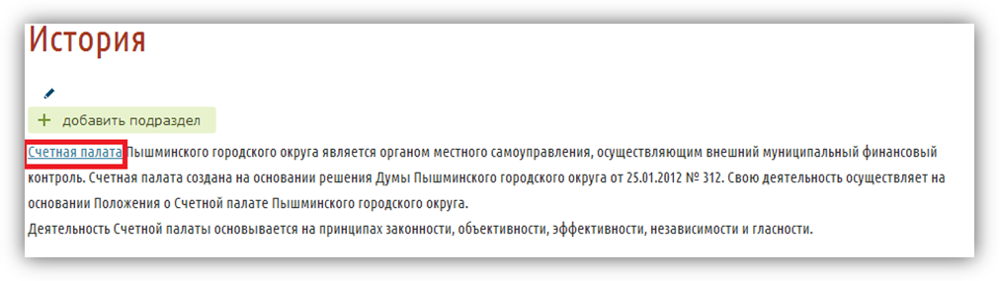 История
+ добавить подраздел
Счетная палата Пышминского городского округа является органом местного самоуправления, осуществляющим внешний муниципальный финансовый
контроль. Счетная палата создана на основании решения Думы Пышминского городского округа от 25.01.2012 № 312. Свою деятельность осуществляет на
основании Положения о Счетной палате Пышминского городского округа.
Деятельность Счетной палаты основывается на принципах законности, объективности, эффективности, независимости и гласности.